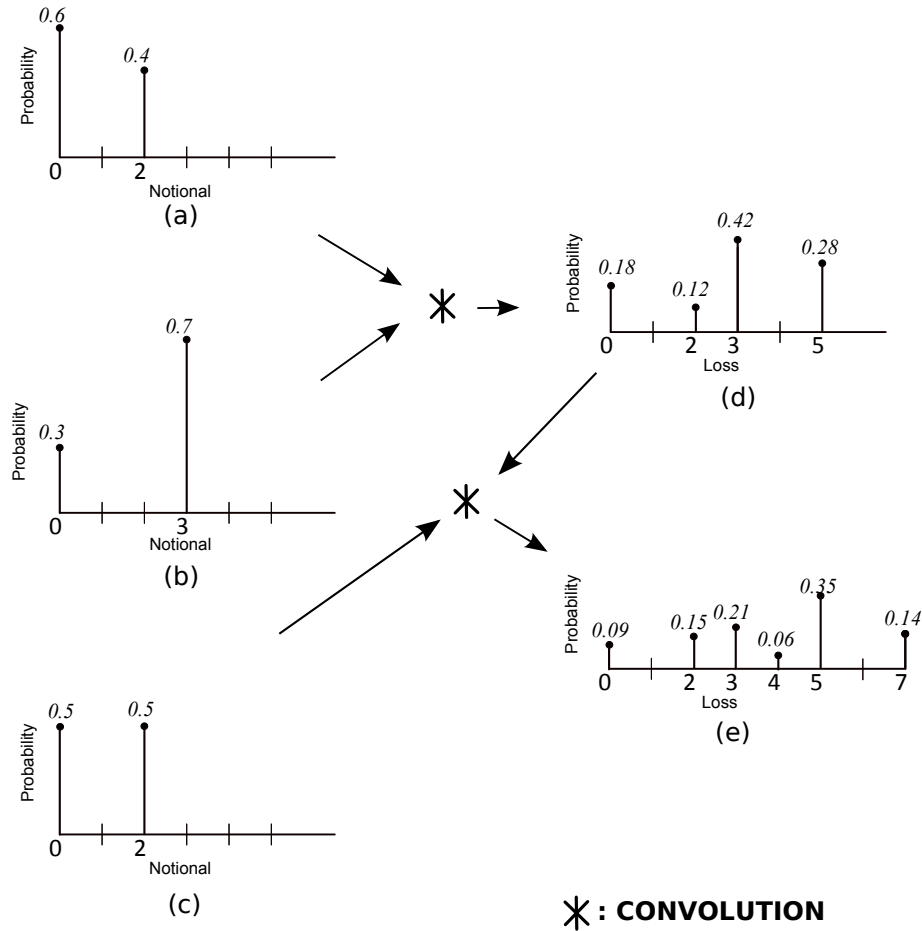 0.6
0.4
Probability
0 2
Notional
(a)
0.7
0.3
Probability
0 3
Notional
(b)
0.5 0.5
Probability
0 2
Notional
(c)
0.42
0.28
0.18
0.12
Probability
0 2 3 5
Loss
(d)
0.35
0.21
0.15
0.14
0.09
0.06
Probability
0 2 3 4 5 7
Loss
(e)
: CONVOLUTION